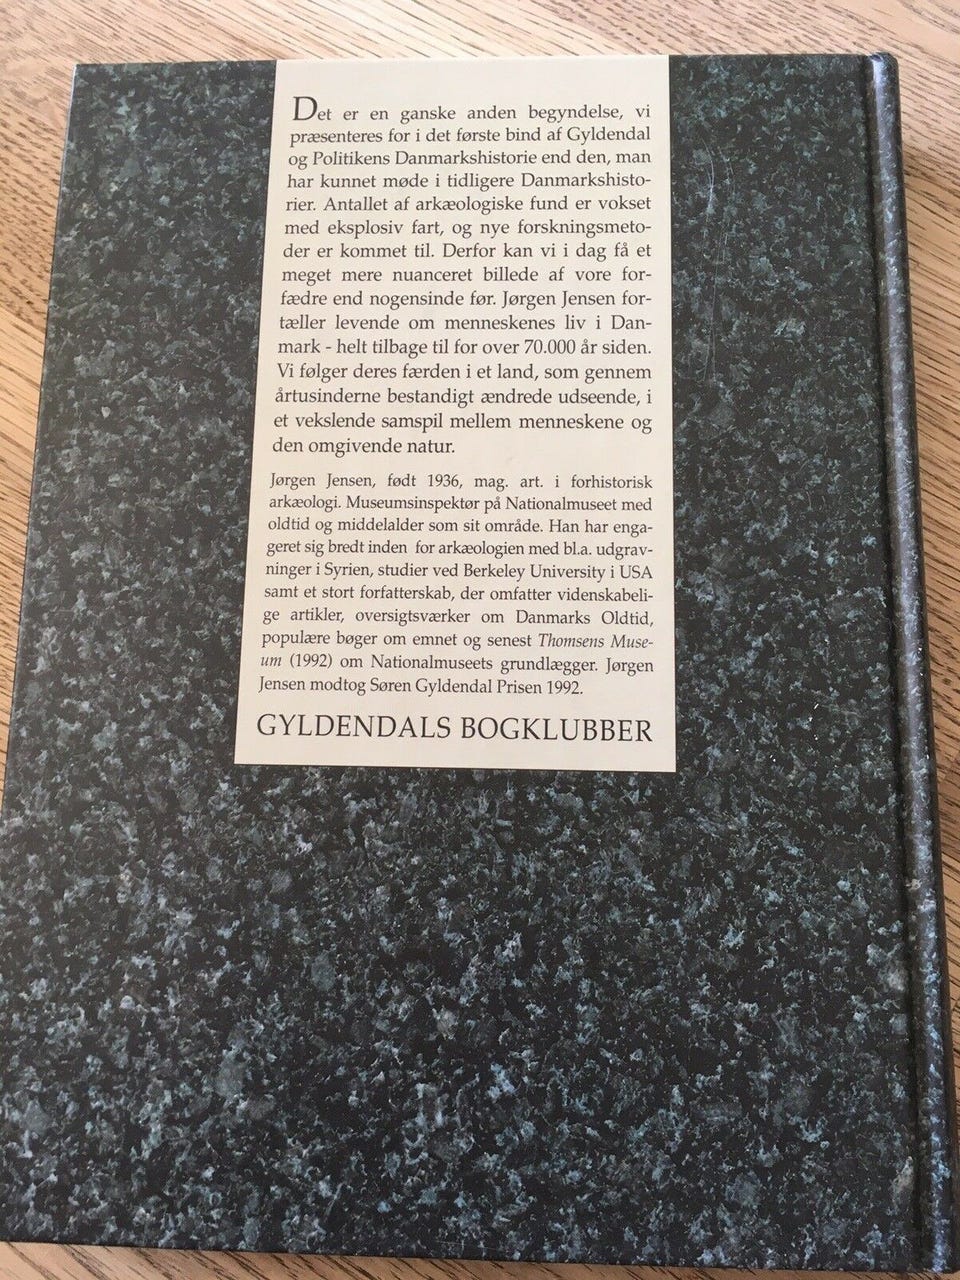 Det er en ganske anden begyndelse, vi
præsenteres for i det første bind af Gyldendal
og Politikens Danmarkshistorie end den, man
har kunnet møde i tidligere Danmarkshisto-
rier. Antallet af arkæologiske fund er vokset
med eksplosiv fart, og nye forskningsmeto-
der er kommet til. Derfor kan vi i dag få et
meget mere nuanceret billede af vore for-
fædre end nogensinde før. Jørgen Jensen for-
tæller levende om menneskenes liv i Dan-
mark - helt tilbage til for over 70.000 år siden.
Vi følger deres færden i et land, som gennem
årtusinderne bestandigt ændrede udseende, i
et vekslende samspil mellem menneskene og
den omgivende natur.
Jørgen Jensen, født 1936, mag. art. i forhistorisk
arkæologi. Museumsinspektør på Nationalmuseet med
oldtid og middelalder som sit område. Han har enga-
geret sig bredt inden for arkæologien med bl.a. udgrav-
ninger i Syrien, studier ved Berkeley University i USA
samt et stort forfatterskab, der omfatter videnskabeli-
ge artikler, oversigtsværker om Danmarks Oldtid,
populære bøger om emnet og senest Thomsens Muse-
um (1992) om Nationalmuseets grundlægger. Jørgen
Jensen modtog Søren Gyldendal Prisen 1992.
GYLDENDALS BOGKLUBBER